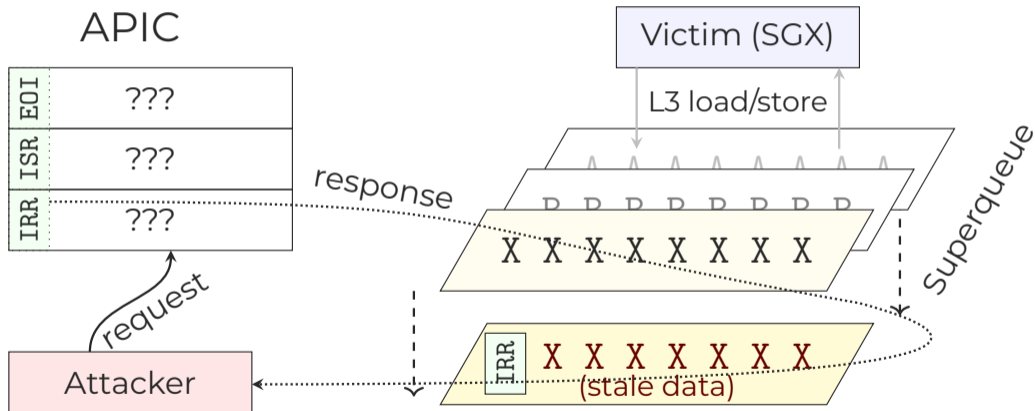 APIC
Victim (SGX)
EOI ???
L3 load/store
ISR ???
response
Superqueue
IRR ???
X X X X X X X X
request
IRR X X X X X X X
(stale data)
Attacker